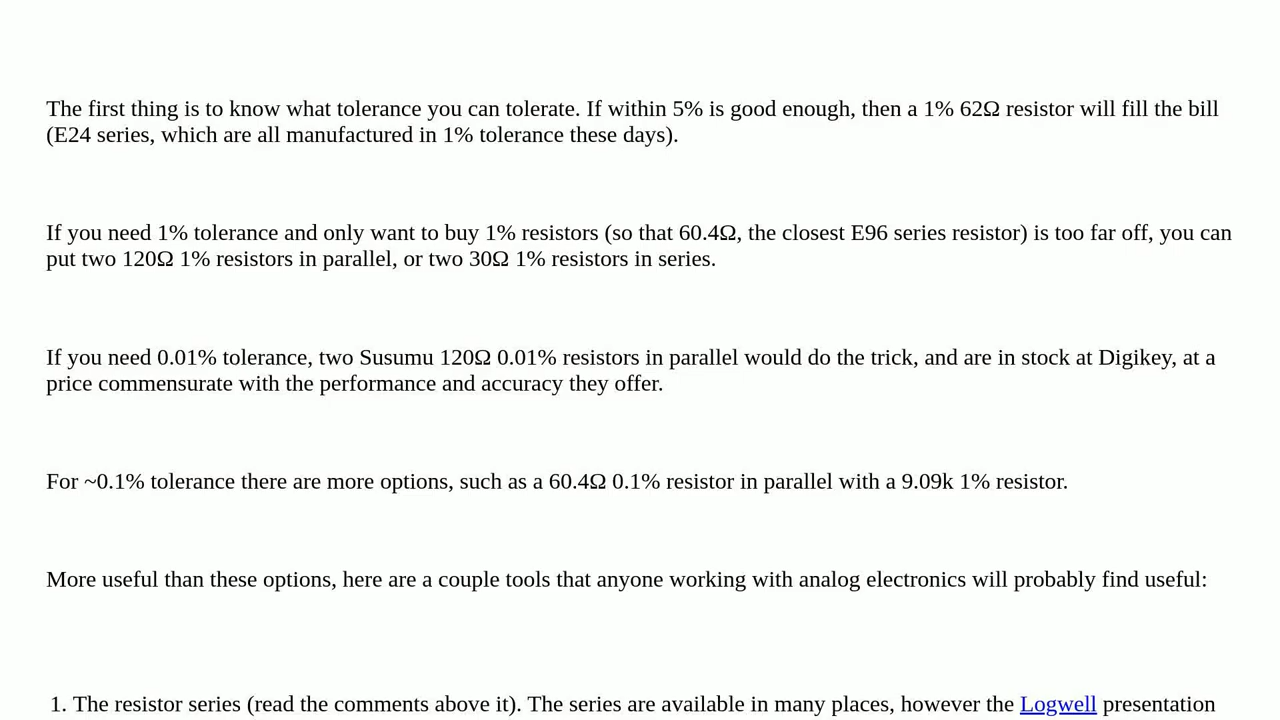 The first thing is to know what tolerance you can tolerate. If within 5% is good enough, then a 1% 62Ω resistor will fill the bill
(E24 series, which are all manufactured in 1% tolerance these days).
If you need 1% tolerance and only want to buy 1% resistors (so that 60.4Ω, the closest E96 series resistor) is too far off, you can
put two 120Ω 1% resistors in parallel, or two 30Ω 1% resistors in series.
If you need 0.01% tolerance, two Susumu 120Ω 0.01% resistors in parallel would do the trick, and are in stock at Digikey, at a
price commensurate with the performance and accuracy they offer.
For ~0.1% tolerance there are more options, such as a 60.4Ω 0.1% resistor in parallel with a 9.09k 1% resistor.
More useful than these options, here are a couple tools that anyone working with analog electronics will probably find useful:
1. The resistor series (read the comments above it). The series are available in many places, however the Logwell presentation